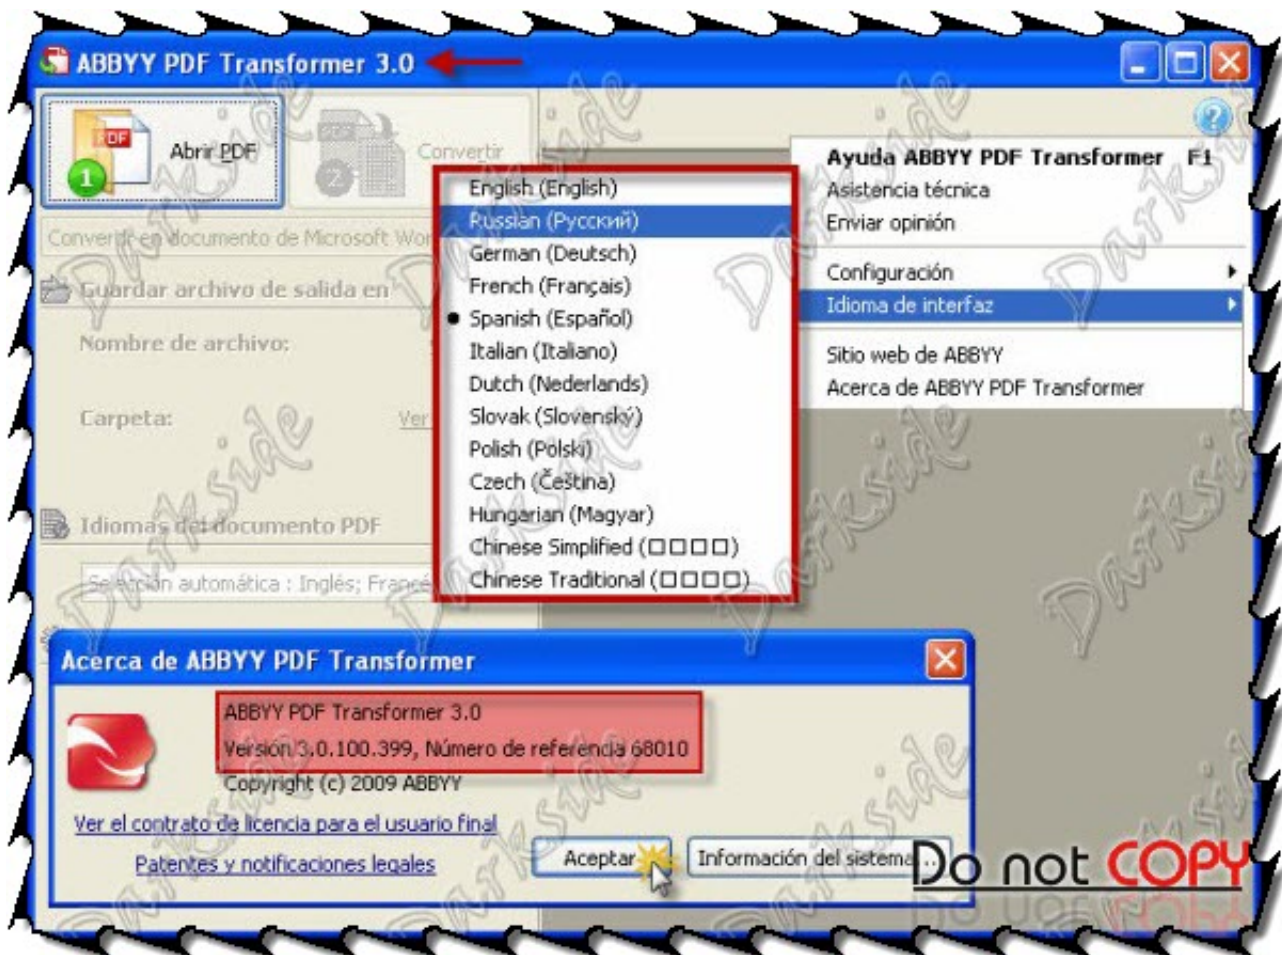 ABBYY PDF Transformer 3.0
PDF
1
Abrir PDF
2
Convertir
Convertir en documento de Microsoft Wor
Guardar archivo de salida en
Nombre de archivo:
Carpeta:
Ver
Idiomas del documento PDF
Selección automática : Inglés; Francé
English (English)
Russian (Русский)
German (Deutsch)
French (Français)
Spanish (Español)
Italian (Italiano)
Dutch (Nederlands)
Slovak (Slovenský)
Polish (Polski)
Czech (Čeština)
Hungarian (Magyar)
Chinese Simplified (□□□□)
Chinese Traditional (□□□□)
?
Ayuda ABBYY PDF Transformer F1
Asistencia técnica
Enviar opinión
Configuración
Idioma de interfaz
Sitio web de ABBYY
Acerca de ABBYY PDF Transformer
Acerca de ABBYY PDF Transformer
ABBYY PDF Transformer 3.0
Versión 3.0.100.399, Número de referencia 68010
Copyright (c) 2009 ABBYY
Ver el contrato de licencia para el usuario final
Patentes y notificaciones legales
Aceptar
Información del sistema...
Do not COPY
Darkside